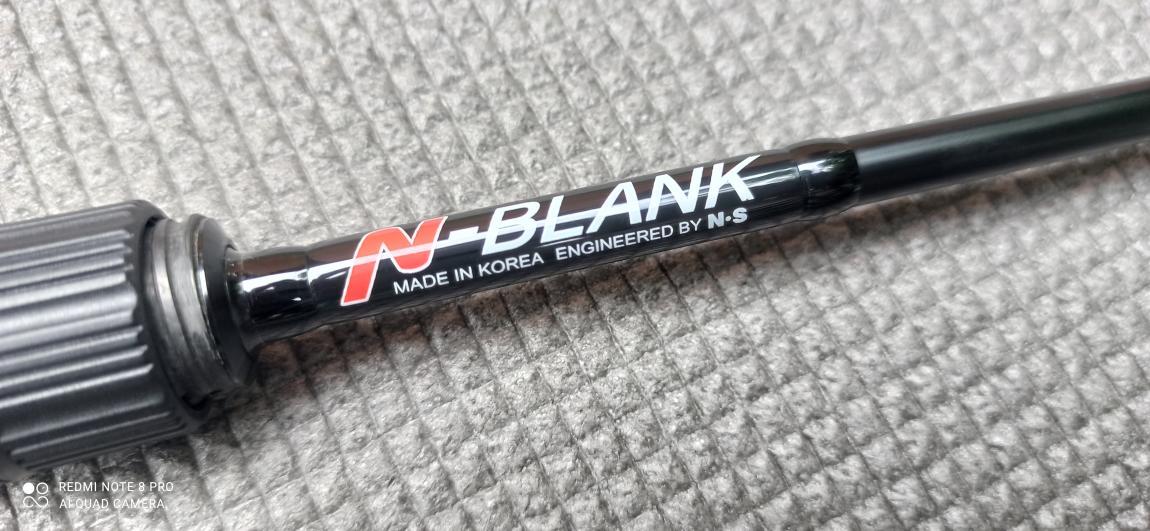 N-BLANK
MADE IN KOREA ENGINEERED BY N·S
REDMI NOTE 8 PRO
AI QUAD CAMERA